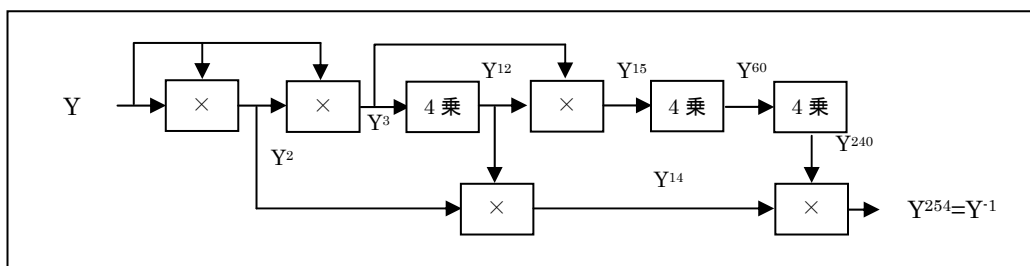 Y¹² Y¹⁵ Y⁶⁰
Y × × 4 乗 × 4 乗 4 乗
Y³
Y² Y²⁴⁰
Y¹⁴
× × Y²⁵⁴=Y⁻¹